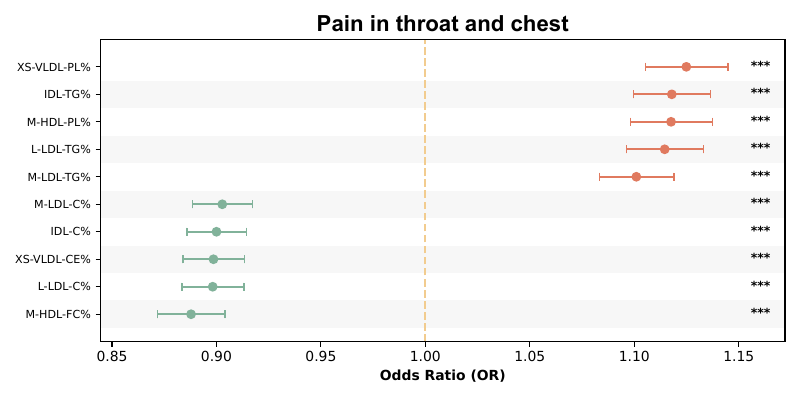 Pain in throat and chest
XS-VLDL-PL% ***
IDL-TG% ***
M-HDL-PL% ***
L-LDL-TG% ***
M-LDL-TG% ***
M-LDL-C% ***
IDL-C% ***
XS-VLDL-CE% ***
L-LDL-C% ***
M-HDL-FC% ***
0.85 0.90 0.95 1.00 1.05 1.10 1.15
Odds Ratio (OR)